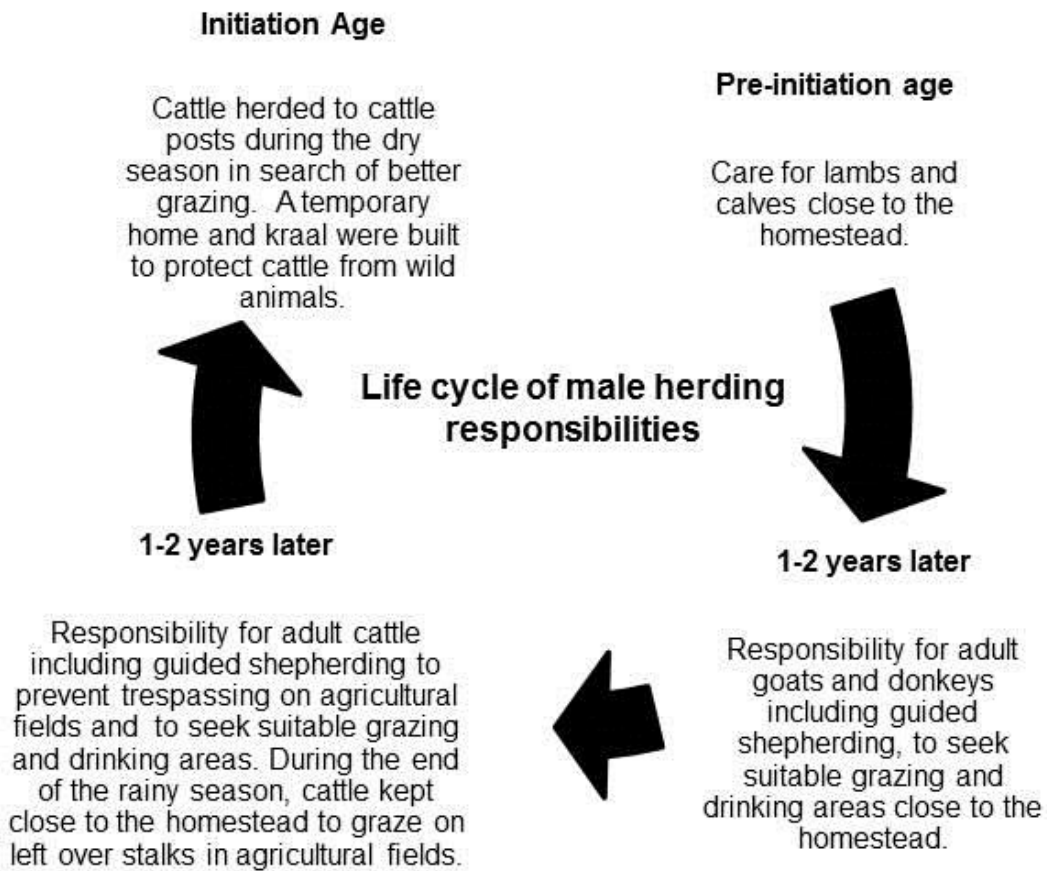 Initiation Age
Cattle herded to cattle
posts during the dry
season in search of better
grazing. A temporary
home and kraal were built
to protect cattle from wild
animals.
Pre-initiation age
Care for lambs and
calves close to the
homestead.
Life cycle of male herding
responsibilities
1-2 years later
Responsibility for adult
goats and donkeys
including guided
shepherding, to seek
suitable grazing and
drinking areas close to the
homestead.
1-2 years later
Responsibility for adult cattle
including guided shepherding to
prevent trespassing on agricultural
fields and to seek suitable grazing
and drinking areas. During the end
of the rainy season, cattle kept
close to the homestead to graze on
left over stalks in agricultural fields.